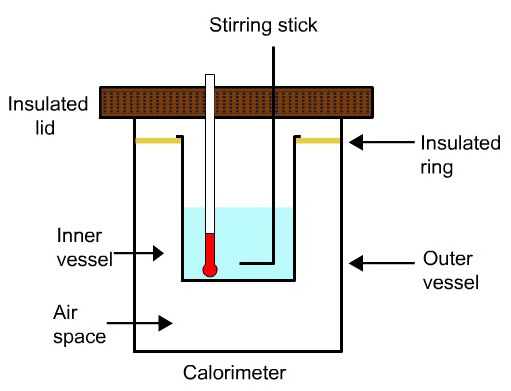 Stirring stick
Insulated
lid
Insulated
ring
Inner
vessel
Outer
vessel
Air
space
Calorimeter